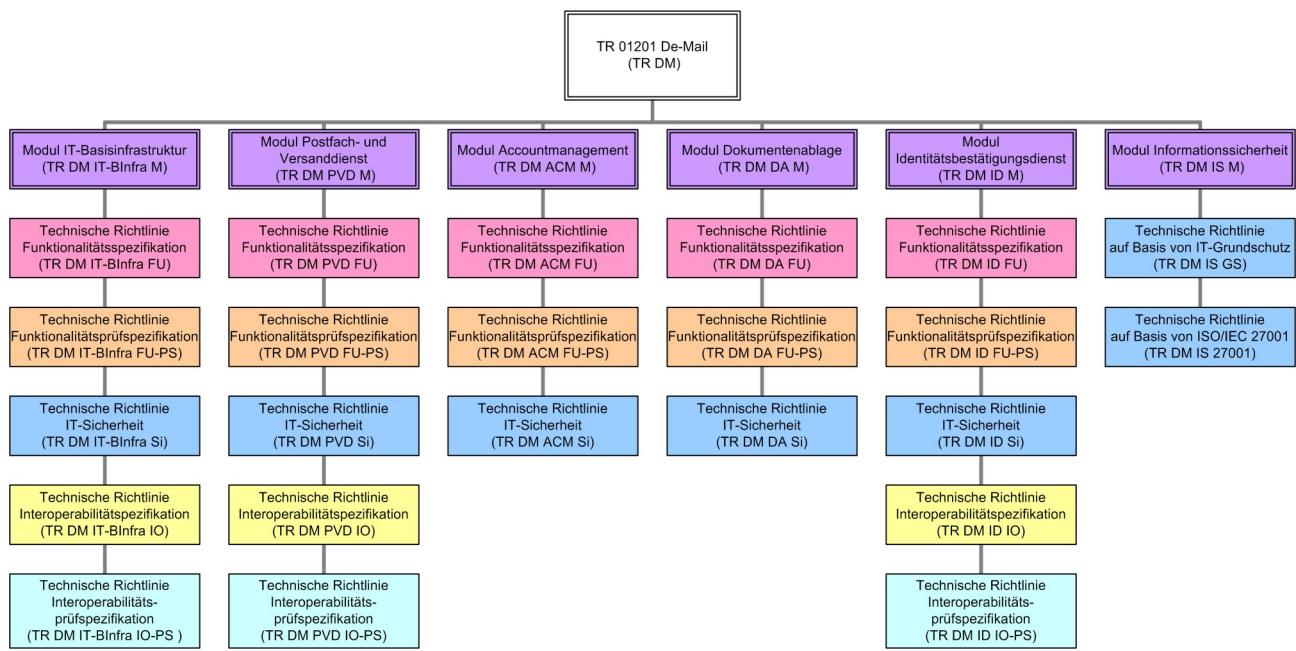 TR 01201 De-Mail
(TR DM)
Modul IT-Basisinfrastruktur
(TR DM IT-BInfra M)
Modul Postfach- und
Versanddienst
(TR DM PVD M)
Modul Accountmanagement
(TR DM ACM M)
Modul Dokumentenablage
(TR DM DA M)
Modul
Identitätsbestätigungsdienst
(TR DM ID M)
Modul Informationssicherheit
(TR DM IS M)
Technische Richtlinie
Funktionalitätsspezifikation
(TR DM IT-BInfra FU)
Technische Richtlinie
Funktionalitätsspezifikation
(TR DM PVD FU)
Technische Richtlinie
Funktionalitätsspezifikation
(TR DM ACM FU)
Technische Richtlinie
Funktionalitätsspezifikation
(TR DM DA FU)
Technische Richtlinie
Funktionalitätsspezifikation
(TR DM ID FU)
Technische Richtlinie
auf Basis von IT-Grundschutz
(TR DM IS GS)
Technische Richtlinie
Funktionalitätsprüfspezifikation
(TR DM IT-BInfra FU-PS)
Technische Richtlinie
Funktionalitätsprüfspezifikation
(TR DM PVD FU-PS)
Technische Richtlinie
Funktionalitätsprüfspezifikation
(TR DM ACM FU-PS)
Technische Richtlinie
Funktionalitätsprüfspezifikation
(TR DM DA FU-PS)
Technische Richtlinie
Funktionalitätsprüfspezifikation
(TR DM ID FU-PS)
Technische Richtlinie
auf Basis von ISO/IEC 27001
(TR DM IS 27001)
Technische Richtlinie
IT-Sicherheit
(TR DM IT-BInfra Si)
Technische Richtlinie
IT-Sicherheit
(TR DM PVD Si)
Technische Richtlinie
IT-Sicherheit
(TR DM ACM Si)
Technische Richtlinie
IT-Sicherheit
(TR DM DA Si)
Technische Richtlinie
IT-Sicherheit
(TR DM ID Si)
Technische Richtlinie
Interoperabilitätspezifikation
(TR DM IT-BInfra IO)
Technische Richtlinie
Interoperabilitätspezifikation
(TR DM PVD IO)
Technische Richtlinie
Interoperabilitätspezifikation
(TR DM ID IO)
Technische Richtlinie
Interoperabilitäts-
prüfspezifikation
(TR DM IT-BInfra IO-PS )
Technische Richtlinie
Interoperabilitäts-
prüfspezifikation
(TR DM PVD IO-PS)
Technische Richtlinie
Interoperabilitäts-
prüfspezifikation
(TR DM ID IO-PS)